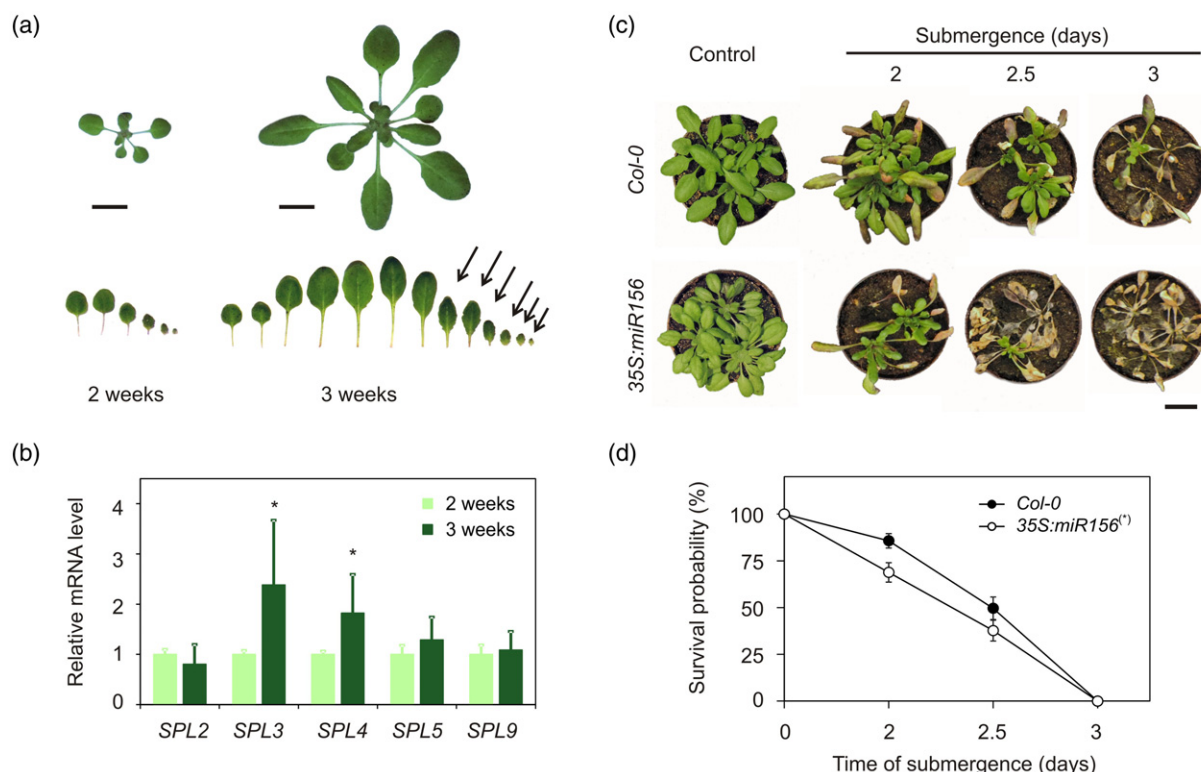 (a)
2 weeks
3 weeks
(b)
Relative mRNA level
4
3
2
1
0
*
*
2 weeks
3 weeks
SPL2
SPL3
SPL4
SPL5
SPL9
(c)
Control
Submergence (days)
2
2.5
3
Col-0
35S:miR156
(d)
Survival probability (%)
100
75
50
25
0
Col-0
35S:miR156(*)
0
2
2.5
3
Time of submergence (days)